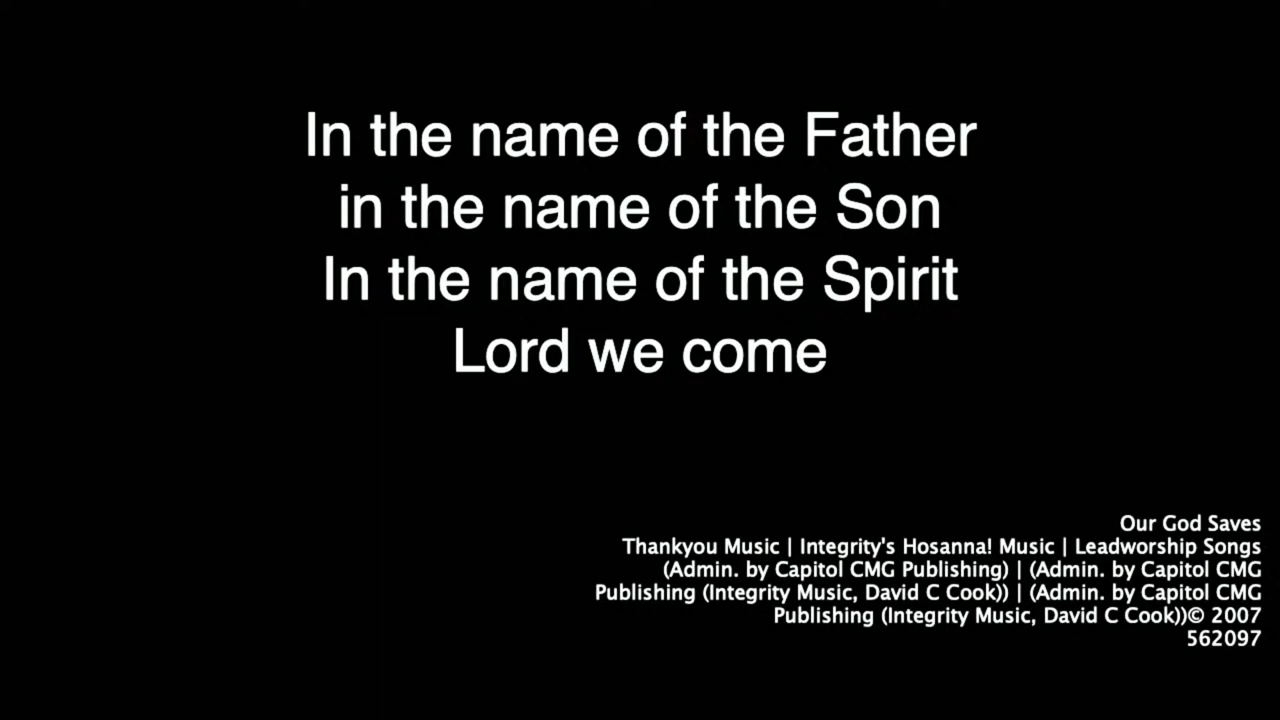 In the name of the Father
in the name of the Son
In the name of the Spirit
Lord we come
Our God Saves
Thankyou Music | Integrity's Hosanna! Music | Leadworship Songs
(Admin. by Capitol CMG Publishing) | (Admin. by Capitol CMG
Publishing (Integrity Music, David C Cook)) | (Admin. by Capitol CMG
Publishing (Integrity Music, David C Cook))© 2007
562097